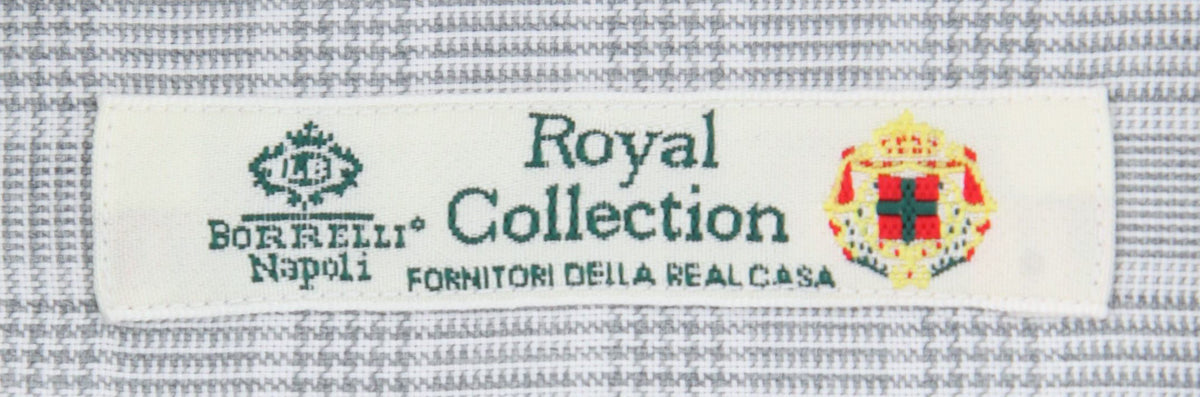 LB
BORRELLI
Napoli
Royal
Collection
FORNITORI DELLA REAL CASA